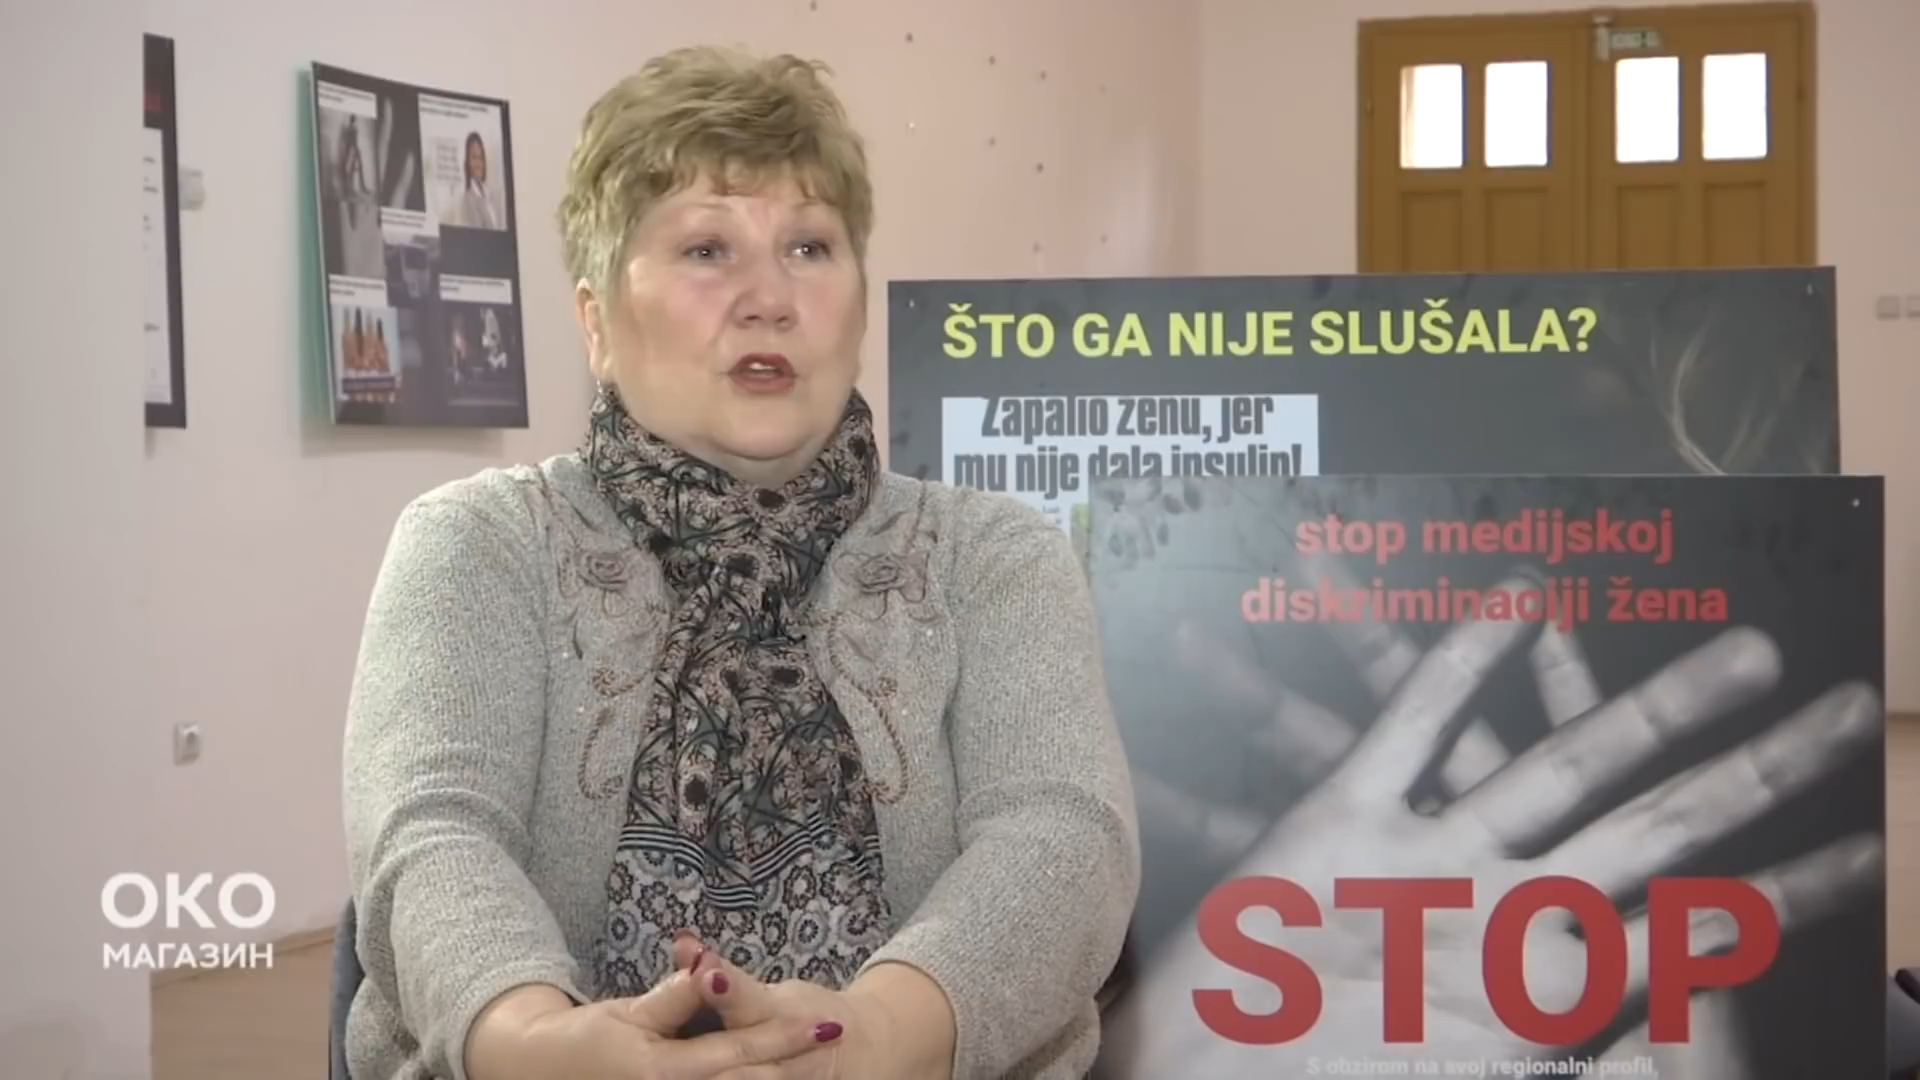 ŠTO GA NIJE SLUŠALA?
Zapalio ženu, jer
mu nije dala insulin!
stop medijskoj
diskriminaciji žena
STOP
S obzirom na svoj regionalni profil,
ОКО
МАГАЗИН